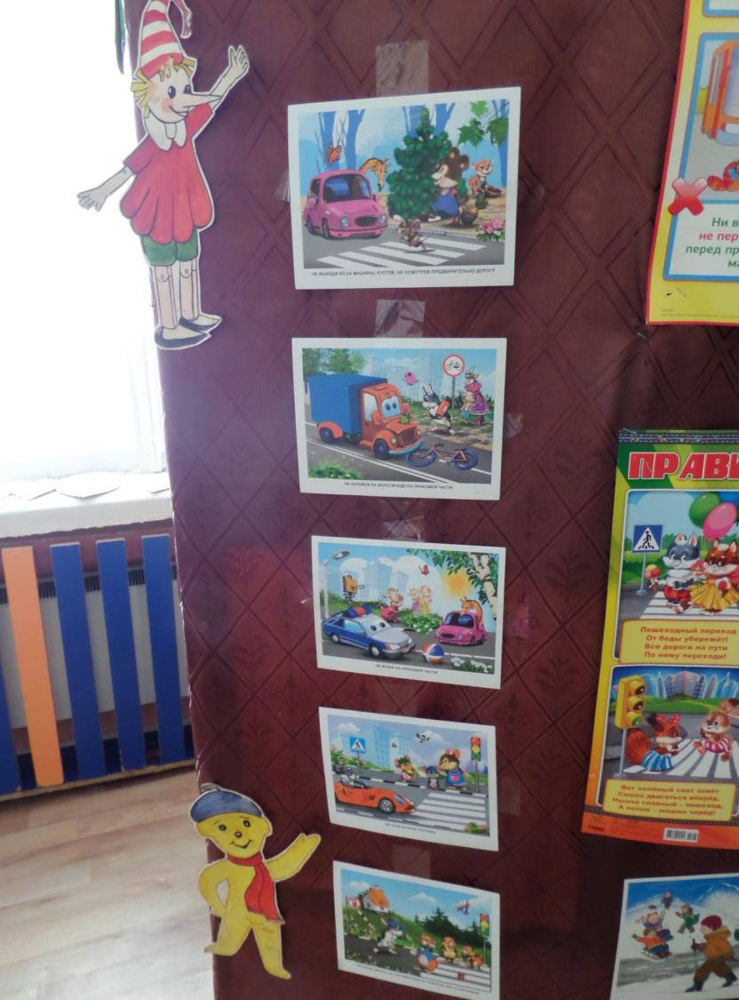 НЕ ВЫХОДИ ИЗ-ЗА МАШИНЫ, КУСТОВ, НЕ ОСМОТРЕВ ПРЕДВАРИТЕЛЬНО ДОРОГУ
НЕ КАТАЙСЯ НА ВЕЛОСИПЕДЕ ПО ПРОЕЗЖЕЙ ЧАСТИ
НЕ ИГРАЙ НА ПРОЕЗЖЕЙ ЧАСТИ
Ни в
не пер
перед пр
ма
ПРАВИ
Пешеходный переход
От беды убережёт!
Все дороги на пути
По нему переходи!
Вот зелёный свет зовёт
Смело двигаться вперёд.
Нынче главный – пешеход,
А потом – машин черёд!